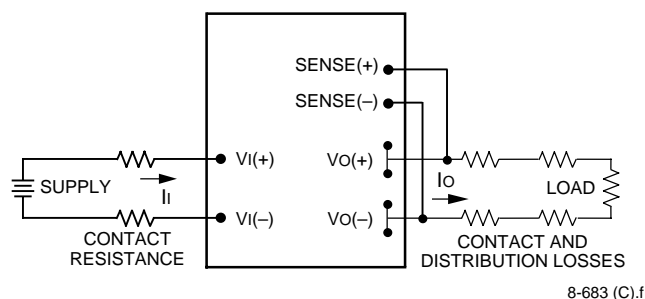 SENSE(+)
SENSE(–)
VI(+)
VO(+)
IO
SUPPLY
LOAD
II
VI(–)
VO(–)
CONTACT
RESISTANCE
CONTACT AND
DISTRIBUTION LOSSES
8-683 (C).f